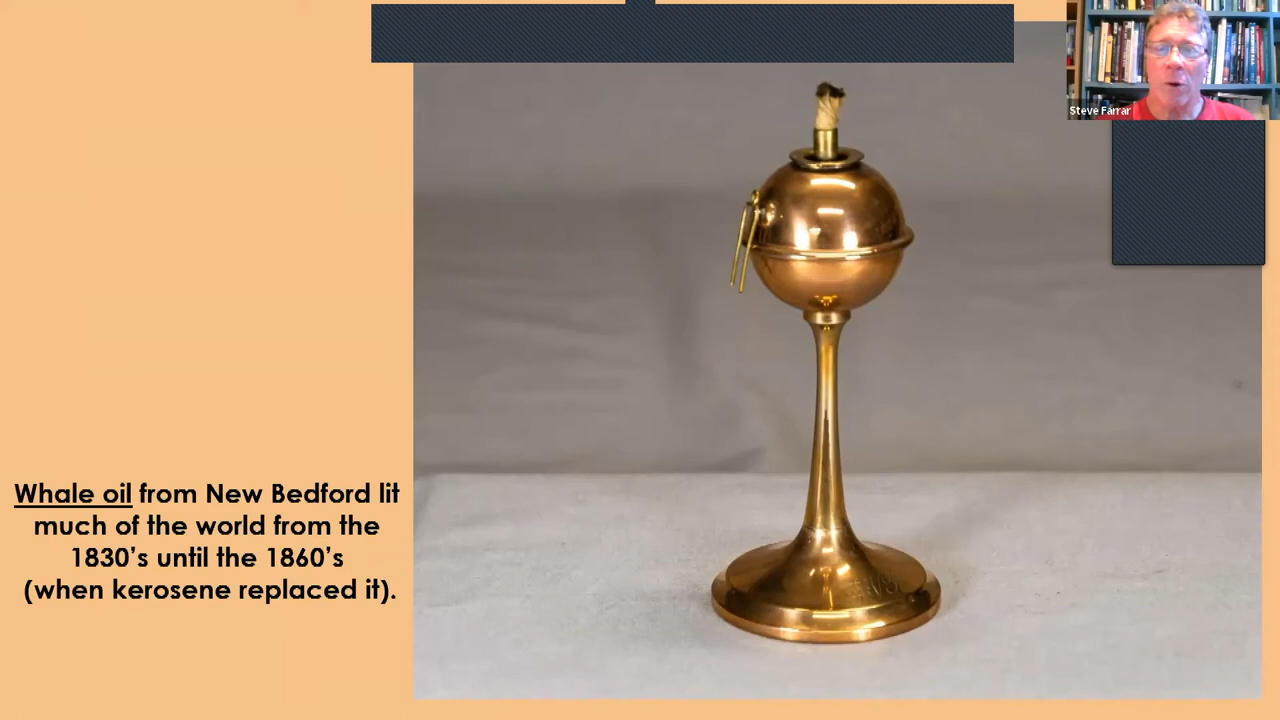 Steve Farrar
Whale oil from New Bedford lit
much of the world from the
1830's until the 1860's
(when kerosene replaced it).